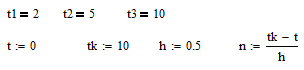 t1 = 2 t2 = 5 t3 = 10
t := 0 tk := 10 h := 0.5 n := (tk − t)/h